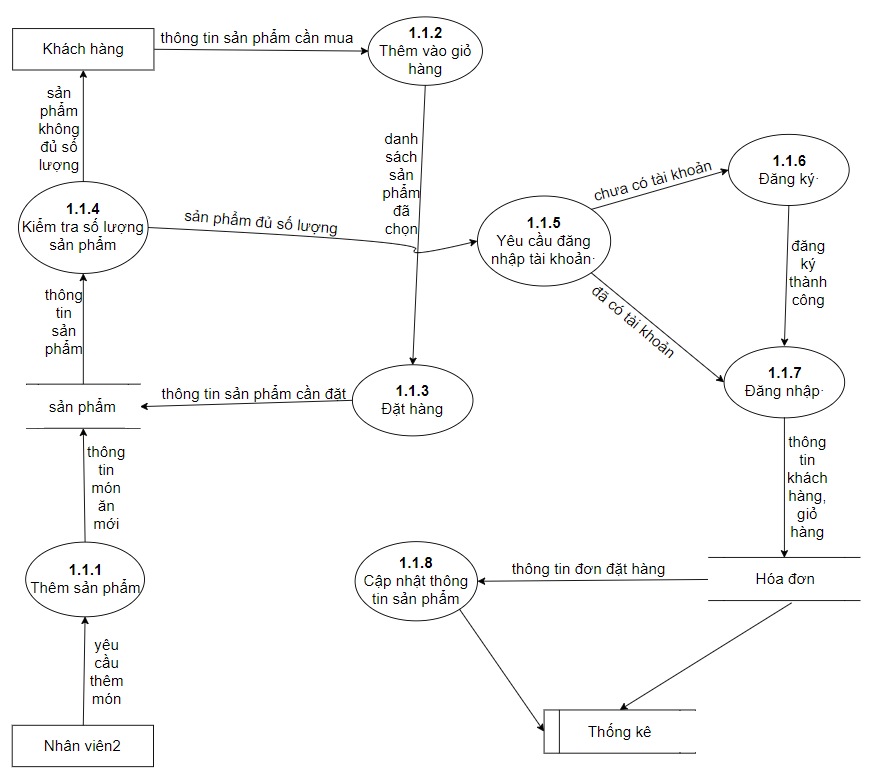 Khách hàng
thông tin sản phẩm cần mua
1.1.2
Thêm vào giỏ
hàng
sản
phẩm
không
đủ số
lượng
danh
sách
sản
phẩm
đã
chọn
1.1.4
Kiểm tra số lượng
sản phẩm
sản phẩm đủ số lượng
1.1.5
Yêu cầu đăng
nhập tài khoản·
chưa có tài khoản
1.1.6
Đăng ký·
đã có tài khoản
đăng
ký
thành
công
thông
tin
sản
phẩm
1.1.7
Đăng nhập·
sản phẩm
thông tin sản phẩm cần đặt
1.1.3
Đặt hàng
thông
tin
món
ăn
mới
thông
tin
khách
hàng,
giỏ
hàng
1.1.1
Thêm sản phẩm
1.1.8
Cập nhật thông
tin sản phẩm
thông tin đơn đặt hàng
Hóa đơn
yêu
cầu
thêm
món
Nhân viên2
Thống kê